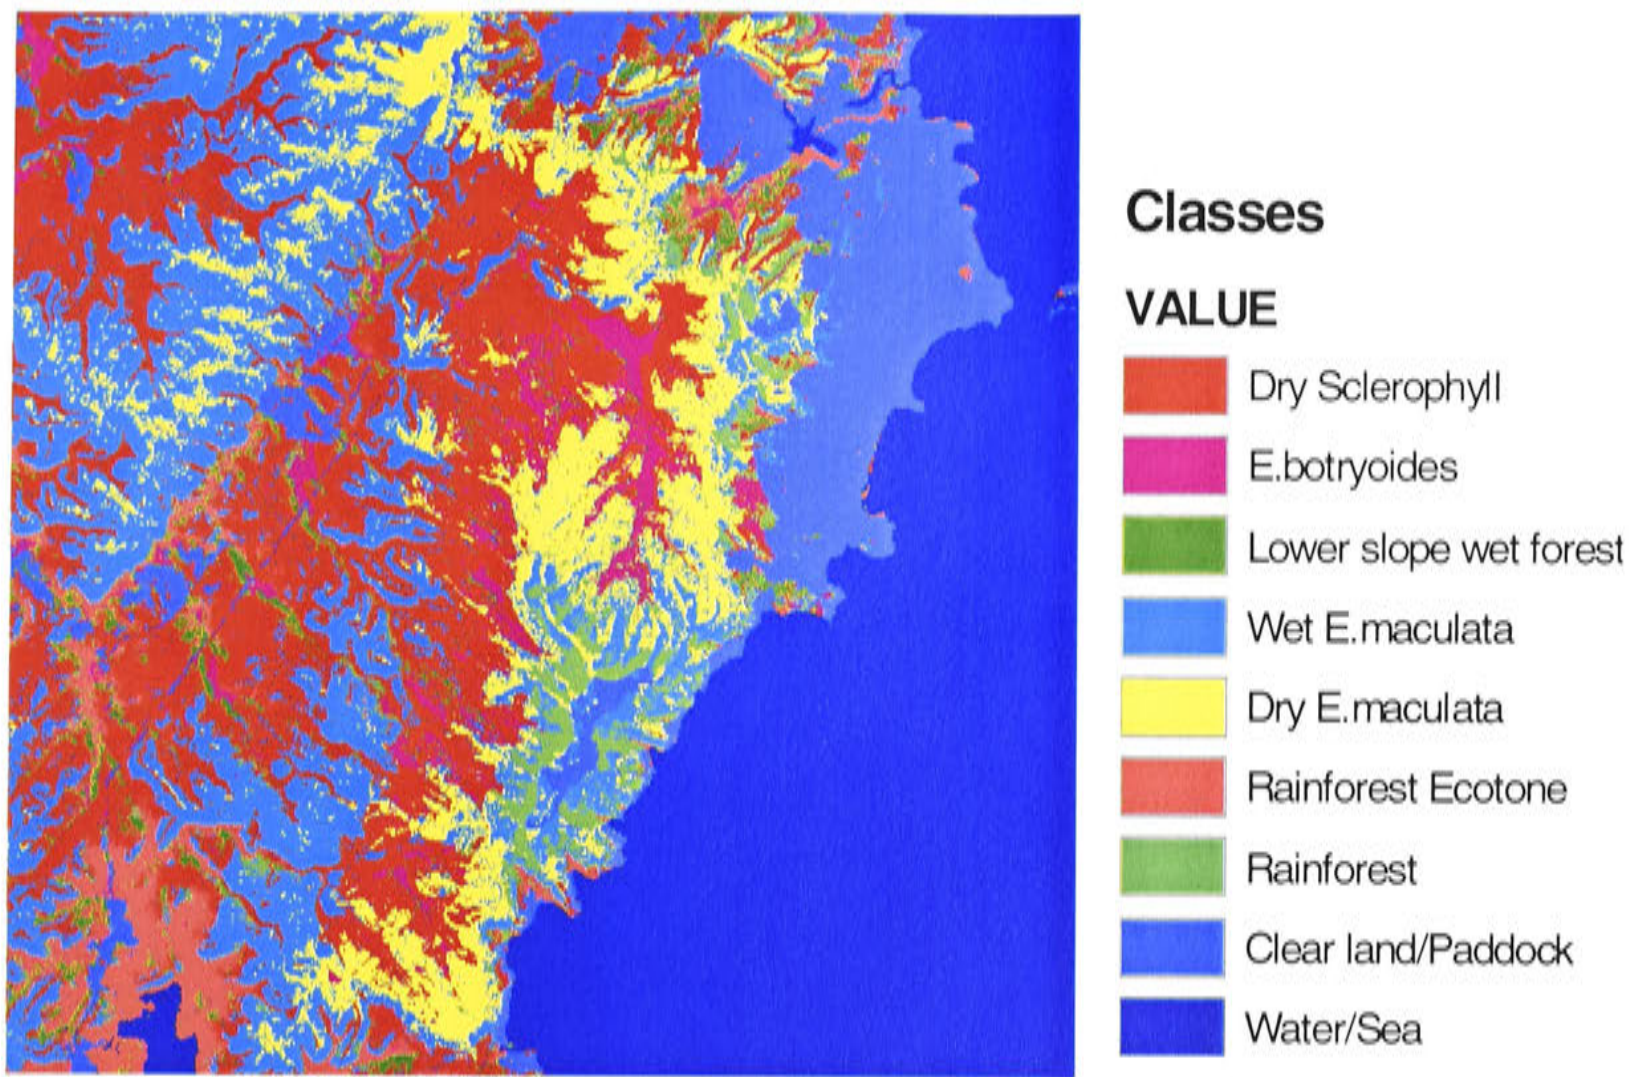 Classes
VALUE
Dry Sclerophyll
E.botryoides
Lower slope wet forest
Wet E.maculata
Dry E.maculata
Rainforest Ecotone
Rainforest
Clear land/Paddock
Water/Sea